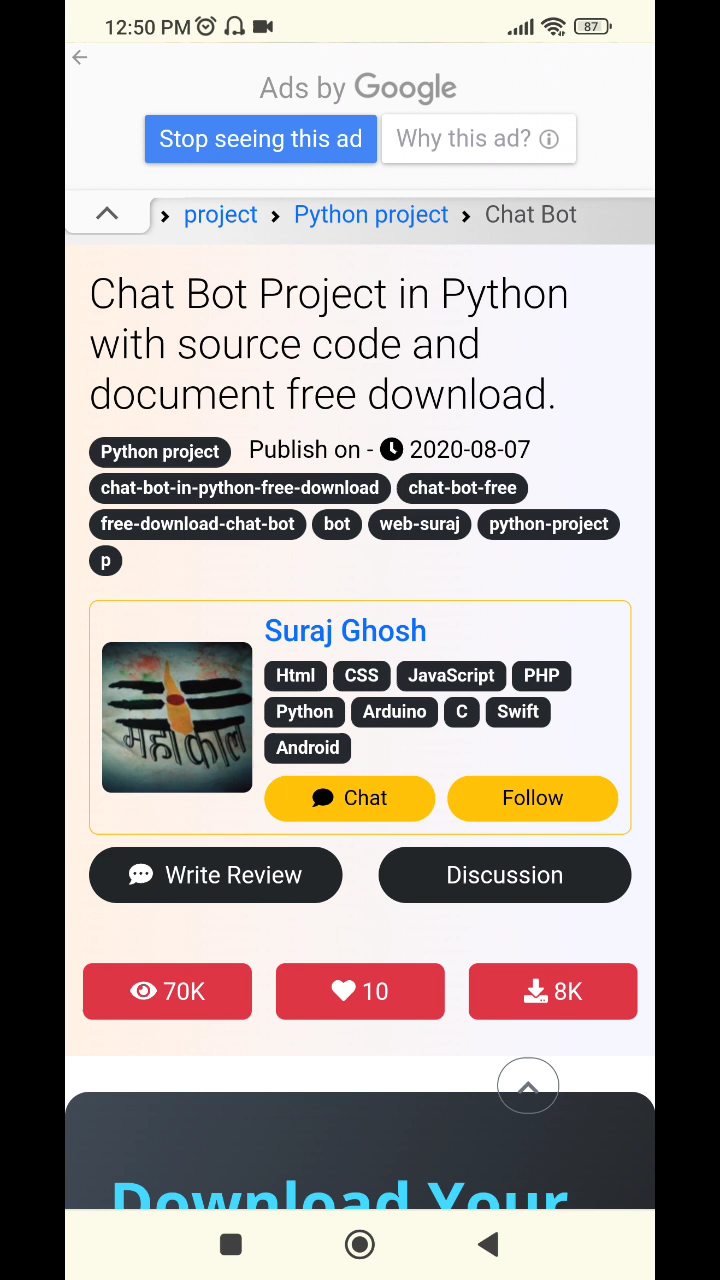 12:50 PM 87
Ads by Google
Stop seeing this ad Why this ad?
project Python project Chat Bot
Chat Bot Project in Python
with source code and
document free download.
Python project Publish on - 2020-08-07
chat-bot-in-python-free-download chat-bot-free
free-download-chat-bot bot web-suraj python-project
p
Suraj Ghosh
Html CSS JavaScript PHP
Python Arduino C Swift
Android
महाकाल
Chat Follow
Write Review Discussion
70K 10 8K
Download Your